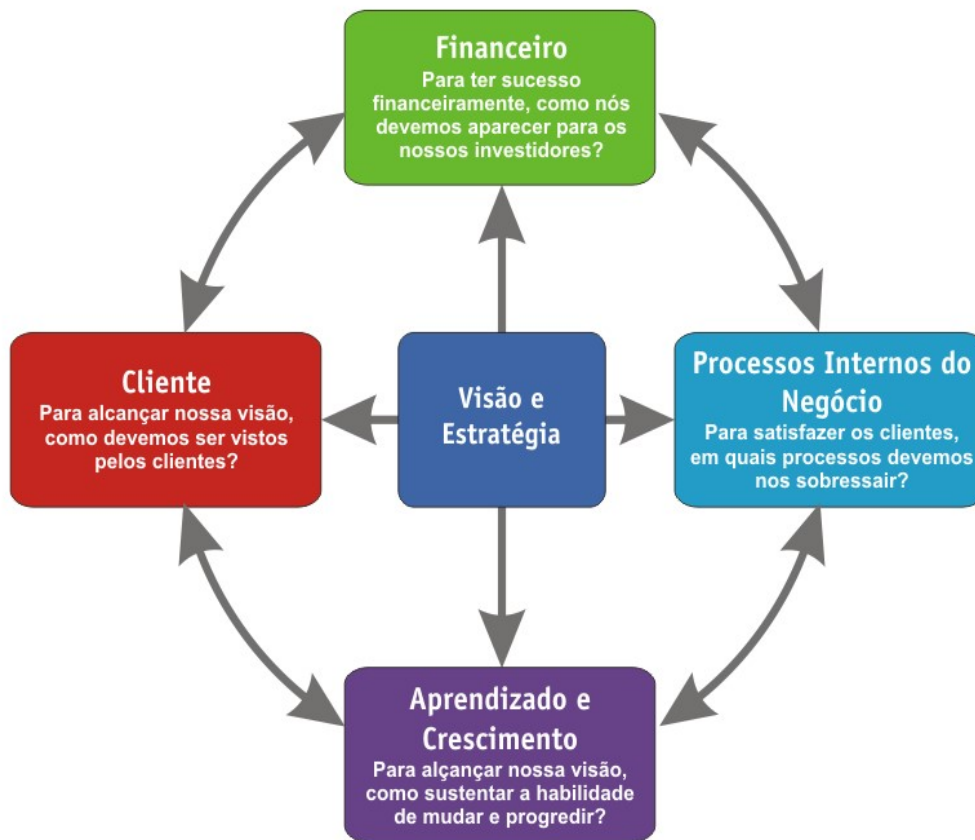 Financeiro
Para ter sucesso
financeiramente, como nós
devemos aparecer para os
nossos investidores?
Cliente
Para alcançar nossa visão,
como devemos ser vistos
pelos clientes?
Visão e
Estratégia
Processos Internos do
Negócio
Para satisfazer os clientes,
em quais processos devemos
nos sobressair?
Aprendizado e
Crescimento
Para alçançar nossa visão,
como sustentar a habilidade
de mudar e progredir?